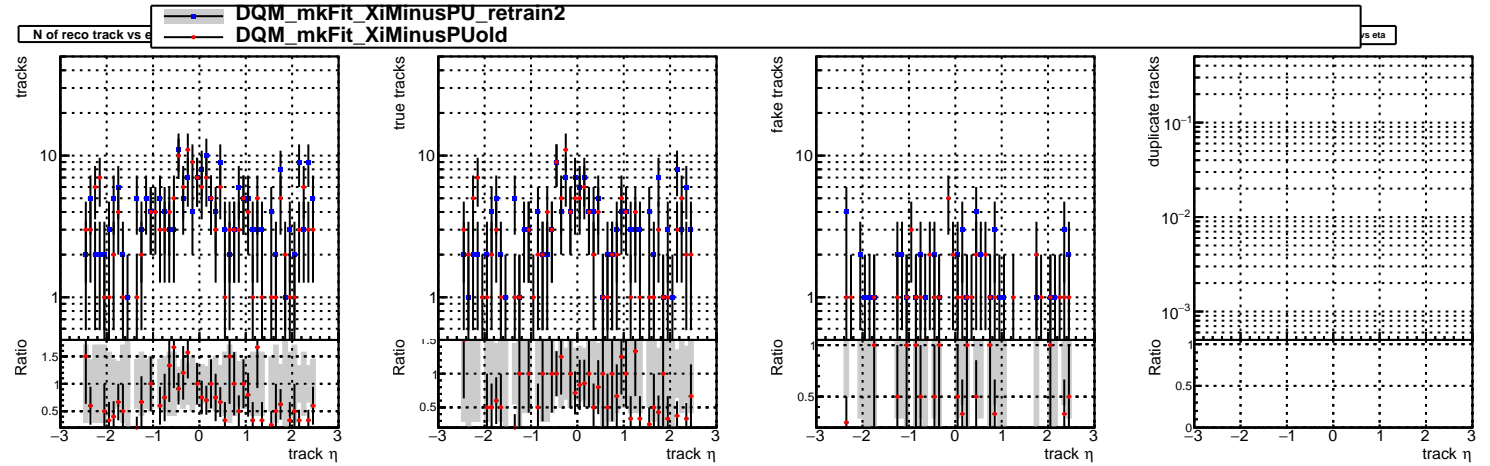 DQM_mkFit_XiMinusPU_retrain2
DQM_mkFit_XiMinusPUold
N of reco track vs e
vs eta
tracks
10
1
Ratio
1.5
1
0.5
−3 −2 −1 0 1 2 3
track η
true tracks
10
1
Ratio
1.5
1
0.5
−3 −2 −1 0 1 2 3
track η
fake tracks
10
1
Ratio
1
0.5
−3 −2 −1 0 1 2 3
track η
duplicate tracks
10−1
10−2
10−3
Ratio
1
0.5
0
−3 −2 −1 0 1 2 3
track η